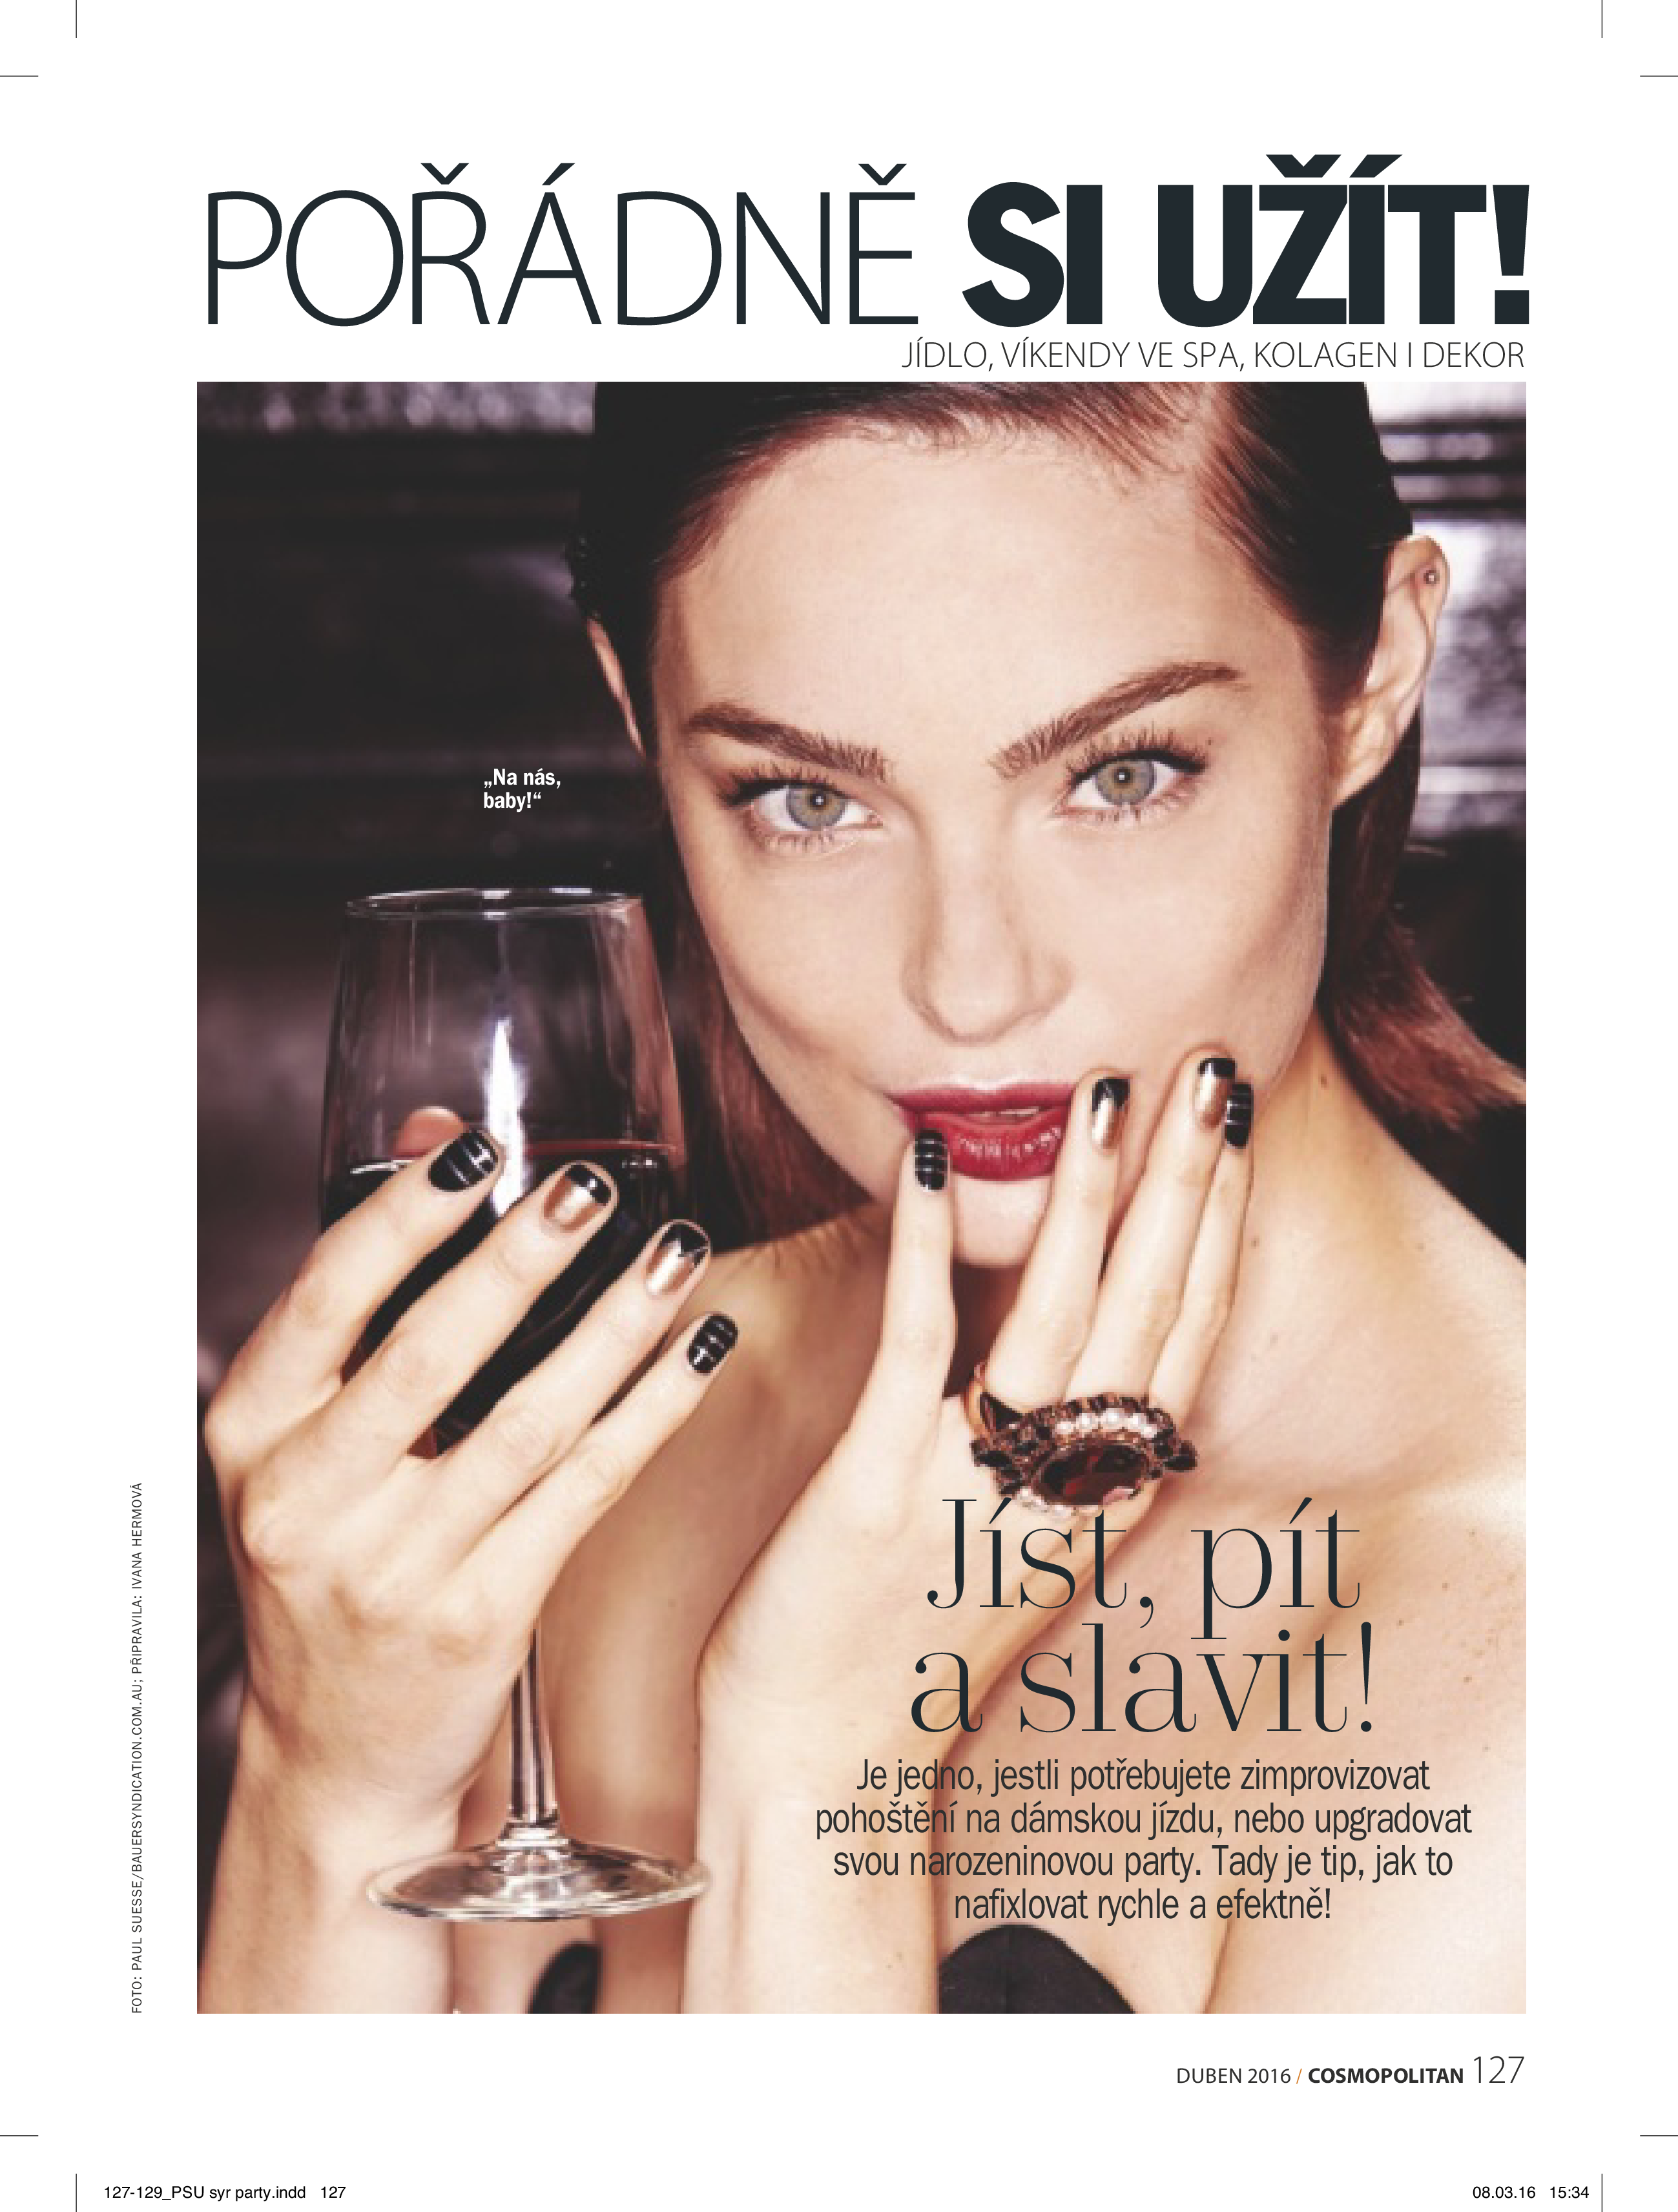 POŘÁDNĚ SI UŽÍT!
JÍDLO, VÍKENDY VE SPA, KOLAGEN I DEKOR
„Na nás,
baby!“
Jíst, pít
a slavit!
Je jedno, jestli potřebujete zimprovizovat
pohoštění na dámskou jízdu, nebo upgradovat
svou narozeninovou party. Tady je tip, jak to
nafixlovat rychle a efektně!
FOTO: PAUL SUESSE/BAUERSYNDICATION.COM.AU; PŘIPRAVILA: IVANA HERMOVÁ
DUBEN 2016 / COSMOPOLITAN 127
127-129_PSU syr party.indd 127
08.03.16 15:34